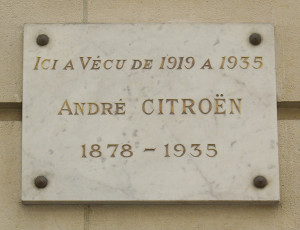 ICI A VÉCU DE 1919 A 1935
ANDRÉ CITROËN
1878 - 1935